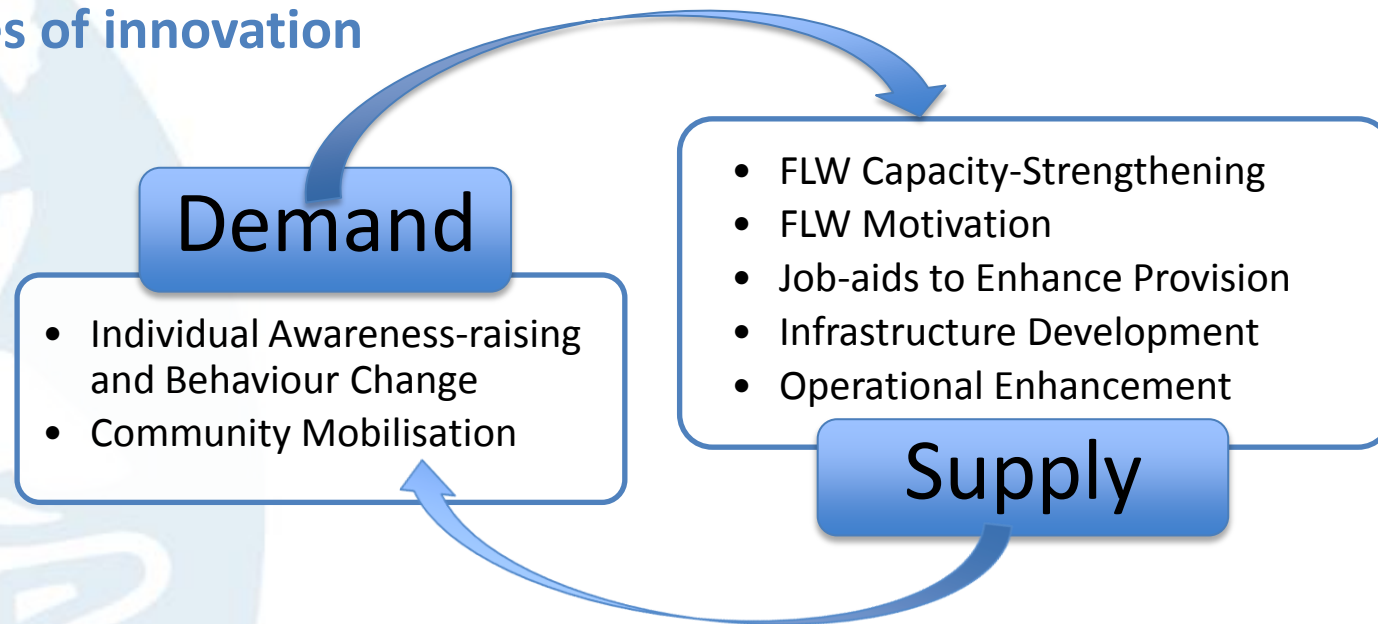 es of innovation
Demand
• Individual Awareness-raising
and Behaviour Change
• Community Mobilisation
• FLW Capacity-Strengthening
• FLW Motivation
• Job-aids to Enhance Provision
• Infrastructure Development
• Operational Enhancement
Supply